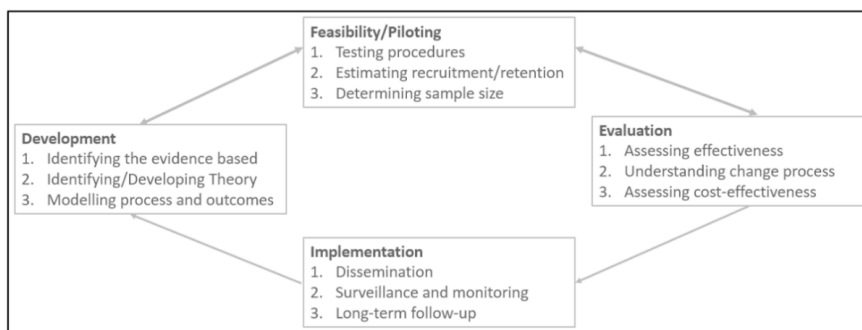 Feasibility/Piloting
1. Testing procedures
2. Estimating recruitment/retention
3. Determining sample size
Development
1. Identifying the evidence based
2. Identifying/Developing Theory
3. Modelling process and outcomes
Evaluation
1. Assessing effectiveness
2. Understanding change process
3. Assessing cost-effectiveness
Implementation
1. Dissemination
2. Surveillance and monitoring
3. Long-term follow-up